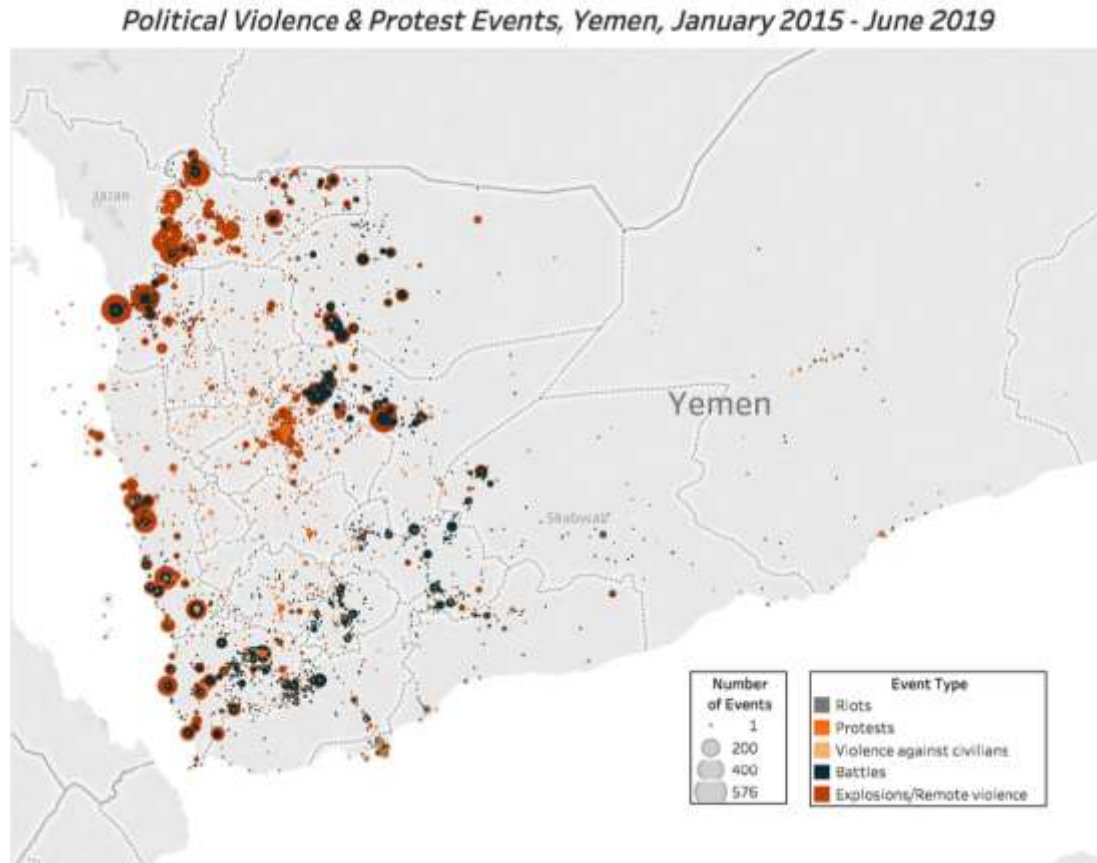 Political Violence & Protest Events, Yemen, January 2015 - June 2019
Jazan
Yemen
Shabwah
Number
of Events
1
200
400
576
Event Type
Riots
Protests
Violence against civilians
Battles
Explosions/Remote violence